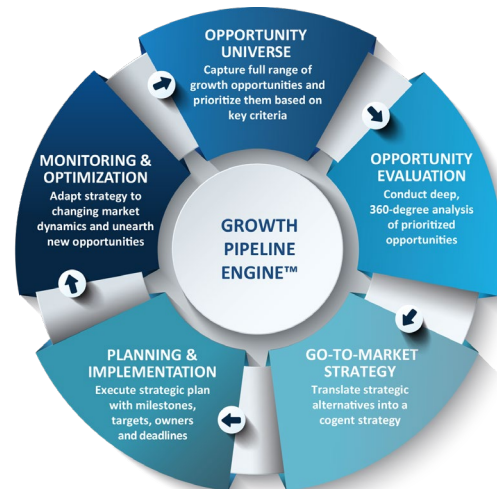 OPPORTUNITY
UNIVERSE
Capture full range of
growth opportunities and
prioritize them based on
key criteria
OPPORTUNITY
EVALUATION
Conduct deep,
360-degree analysis
of prioritized
opportunities
GO-TO-MARKET
STRATEGY
Translate strategic
alternatives into a
cogent strategy
PLANNING &
IMPLEMENTATION
Execute strategic plan
with milestones,
targets, owners
and deadlines
MONITORING &
OPTIMIZATION
Adapt strategy to
changing market
dynamics and unearth
new opportunities
GROWTH
PIPELINE
ENGINE™